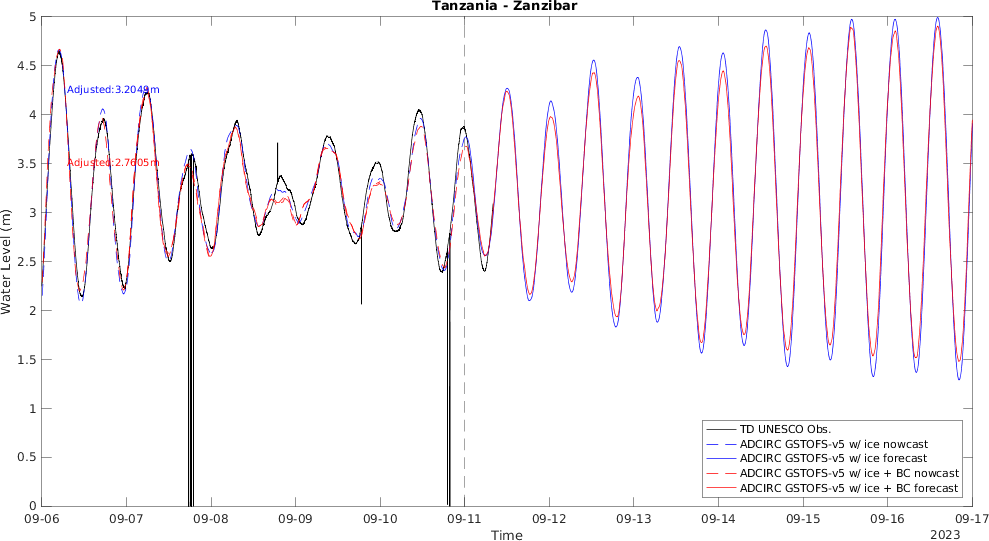 Tanzania - Zanzibar
Water Level (m)
5
4.5
4
3.5
3
2.5
2
1.5
1
0.5
0
Adjusted:3.2049m
Adjusted:2.7605m
TD UNESCO Obs.
ADCIRC GSTOFS-v5 w/ ice nowcast
ADCIRC GSTOFS-v5 w/ ice forecast
ADCIRC GSTOFS-v5 w/ ice + BC nowcast
ADCIRC GSTOFS-v5 w/ ice + BC forecast
09-06 09-07 09-08 09-09 09-10 09-11 09-12 09-13 09-14 09-15 09-16 09-17
Time
2023